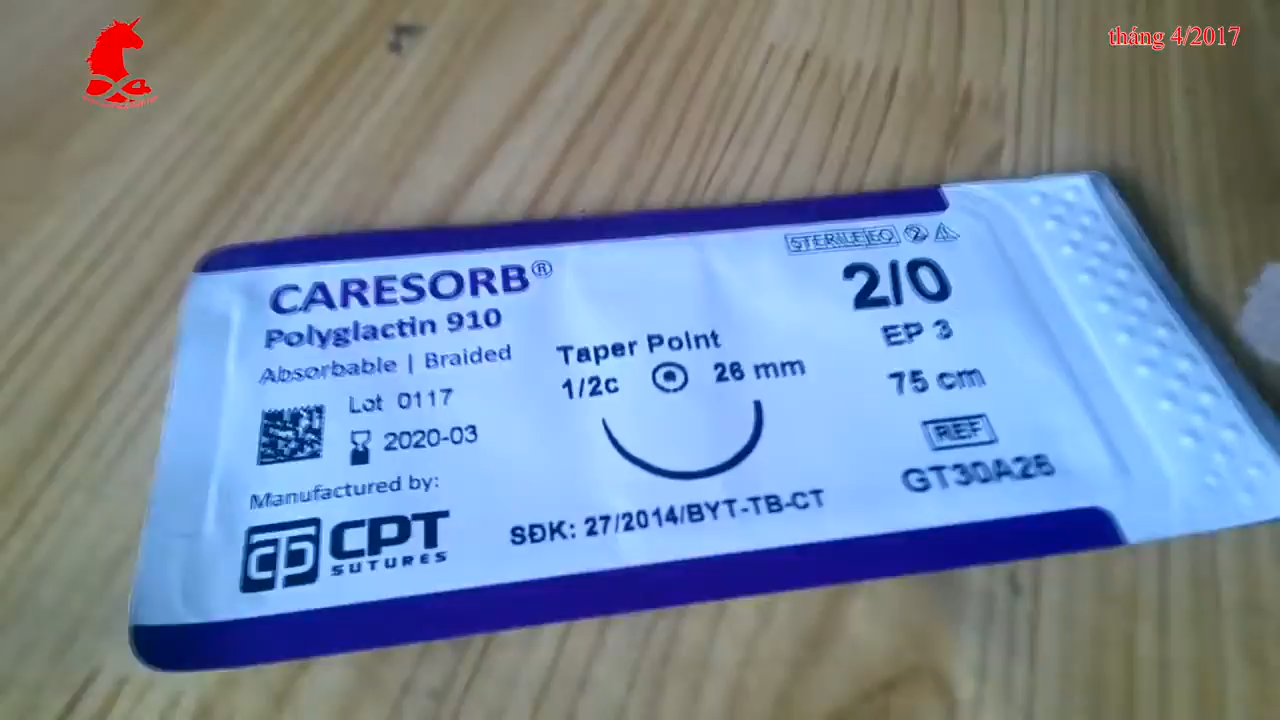 tháng 4/2017
STERILE EO
2
CARESORB®
Polyglactin 910
Absorbable | Braided
Lot 0117
2020-03
Manufactured by:
CPT
SUTURES
Taper Point
1/2c 26 mm
SĐK: 27/2014/BYT-TB-CT
2/0
EP 3
75 cm
REF
GT30A26